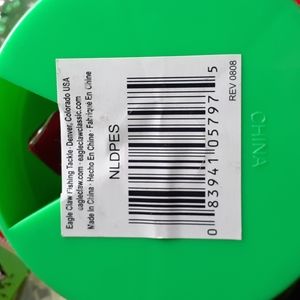 Eagle Claw Fishing Tackle Denver, Colorado USA
eagleclaw.com - eagleclawclassic.com
Made in China - Hecho En Chine - Fabriqué En Chine
NLDPES
0 83941 05797 5
REV 0808
CHINA